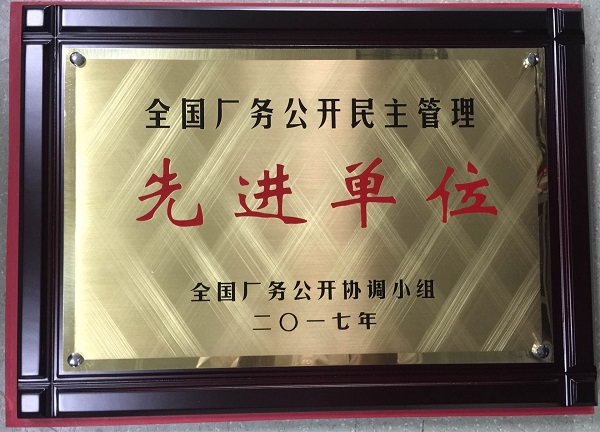 全国厂务公开民主管理
先进单位
全国厂务公开协调小组
二〇一七年